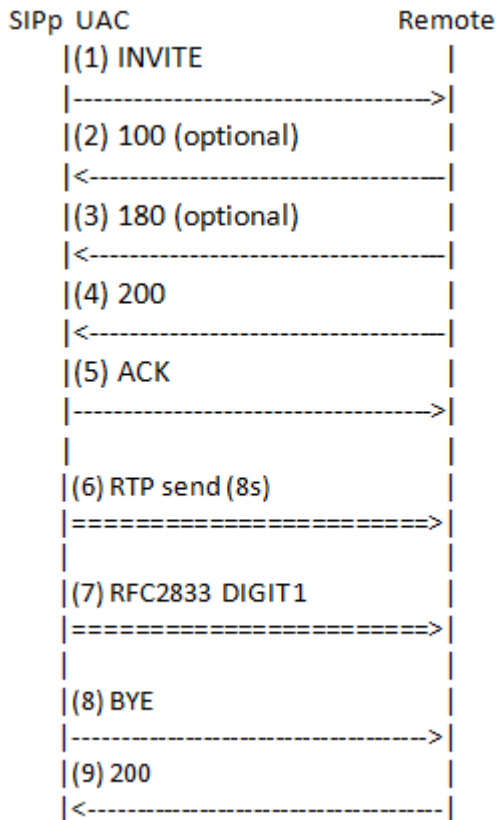 SIPp UAC Remote
|(1) INVITE |
|---------------------------------->|
|(2) 100 (optional) |
|<----------------------------------|
|(3) 180 (optional) |
|<----------------------------------|
|(4) 200 |
|<----------------------------------|
|(5) ACK |
|---------------------------------->|
| |
|(6) RTP send (8s) |
|=======================>|
| |
|(7) RFC2833 DIGIT1 |
|=======================>|
| |
|(8) BYE |
|---------------------------------->|
|(9) 200 |
|<----------------------------------|